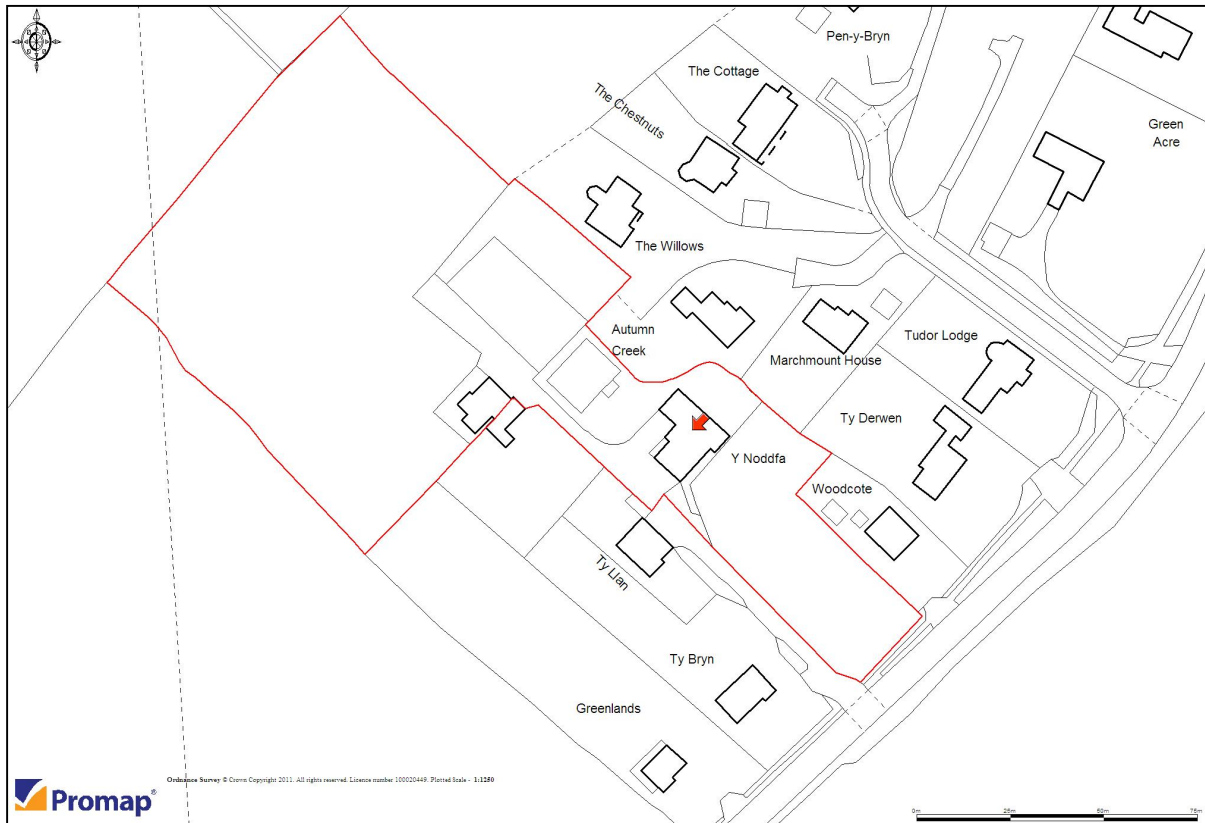 Pen-y-Bryn
The Cottage
The Chestnuts
Green
Acre
The Willows
Autumn
Creek
Marchmount House
Tudor Lodge
Ty Derwen
Y Noddfa
Woodcote
Ty Llan
Ty Bryn
Greenlands
Ordnance Survey © Crown Copyright 2011. All rights reserved. Licence number 100020449. Plotted Scale - 1:1250
Promap®
0m 25m 50m 75m